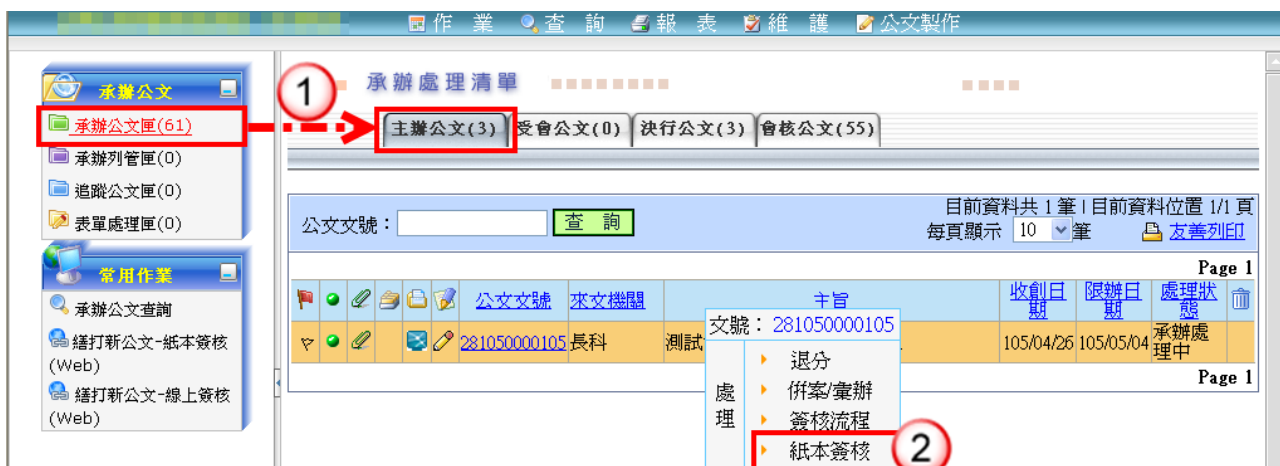 作 業 查 詢 報 表 維 護 公文製作
承辦公文
承辦公文匣(61)
承辦列管匣(0)
追蹤公文匣(0)
表單處理匣(0)
常用作業
承辦公文查詢
繕打新公文-紙本簽核
(Web)
繕打新公文-線上簽核
(Web)
1
承辦處理清單
主辦公文(3) 受會公文(0) 決行公文(3) 會核公文(55)
公文文號： 查 詢
目前資料共 1 筆 | 目前資料位置 1/1 頁
每頁顯示 10 筆 友善列印
Page 1
公文文號 來文機關 主旨 收創日期 限辦日期 處理狀態
281050000105 長科 測試 105/04/26 105/05/04 承辦處理中
Page 1
文號： 281050000105
處理
退分
併案/彙辦
簽核流程
紙本簽核
2